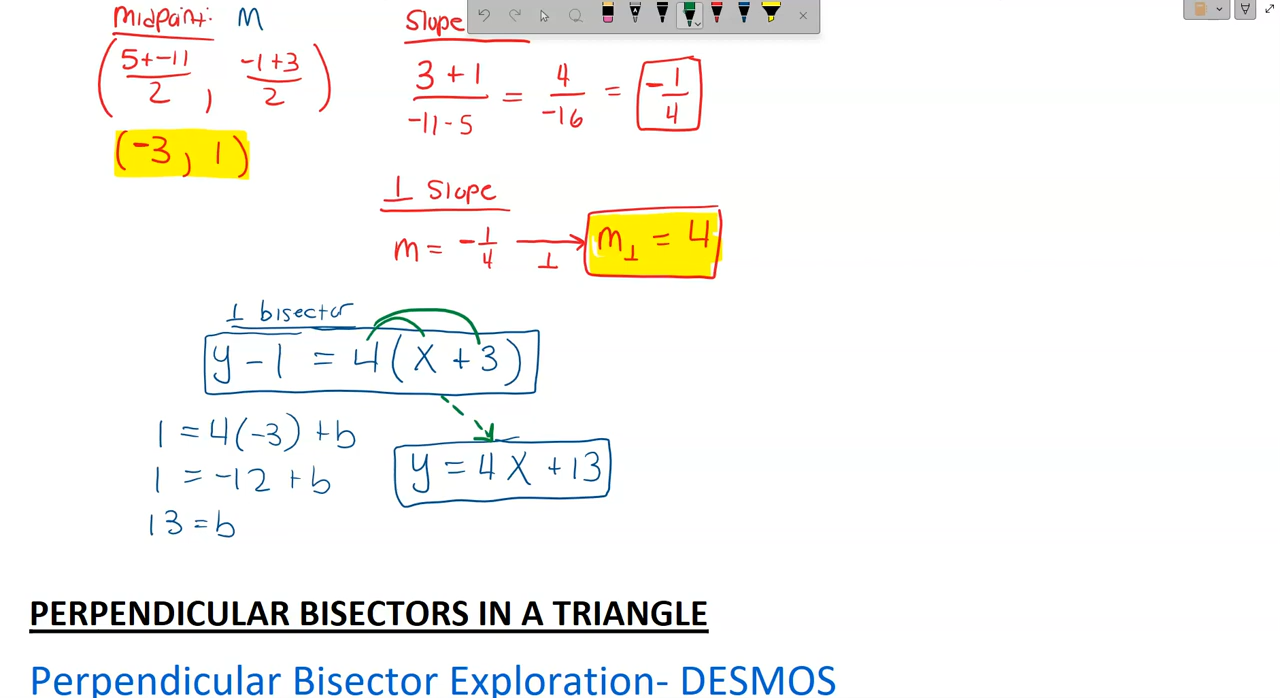 Midpoint: M
(5+-11/2, -1+3/2)
(-3, 1)
Slope
3+1/-11-5 = 4/-16 = -1/4
⊥ Slope
m = -1/4 → ⊥ m⊥ = 4
⊥ bisector
y - 1 = 4(x + 3)
1 = 4(-3) + b
1 = -12 + b
13 = b
y = 4x + 13
PERPENDICULAR BISECTORS IN A TRIANGLE
Perpendicular Bisector Exploration- DESMOS